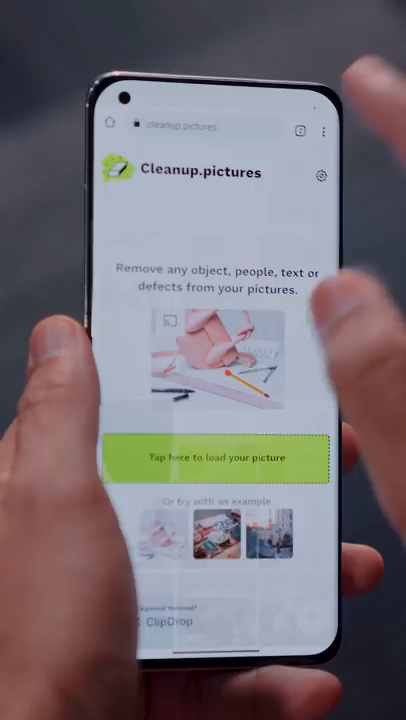 cleanup.pictures
Cleanup.pictures
Remove any object, people, text or
defects from your pictures.
Tap here to load your picture
Or try with an example
ClipDrop